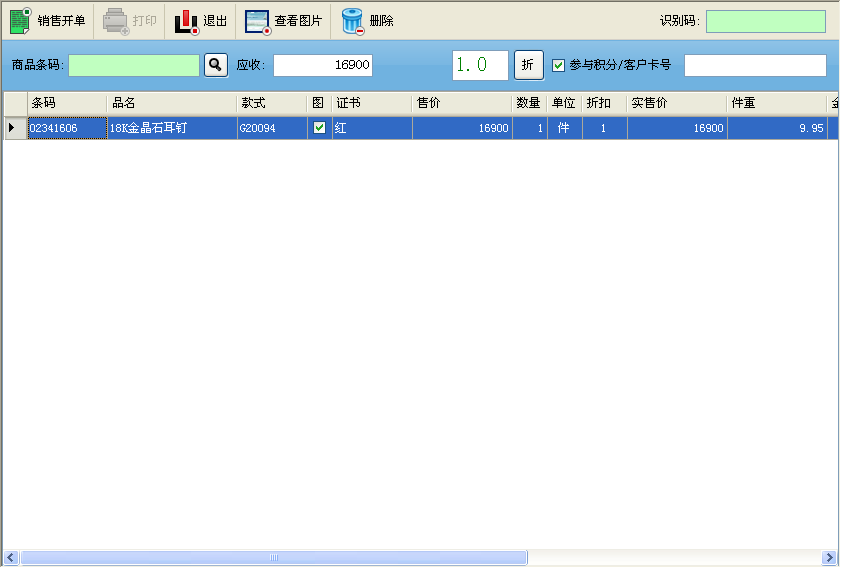 销售开单 打印 退出 查看图片 删除 识别码:
商品条码: 应收: 16900 1.0 折 参与积分/客户卡号
条码 品名 款式 图 证书 售价 数量 单位 折扣 实售价 件重
02341606 18K金晶石耳钉 G20094 红 16900 1 件 1 16900 9.95